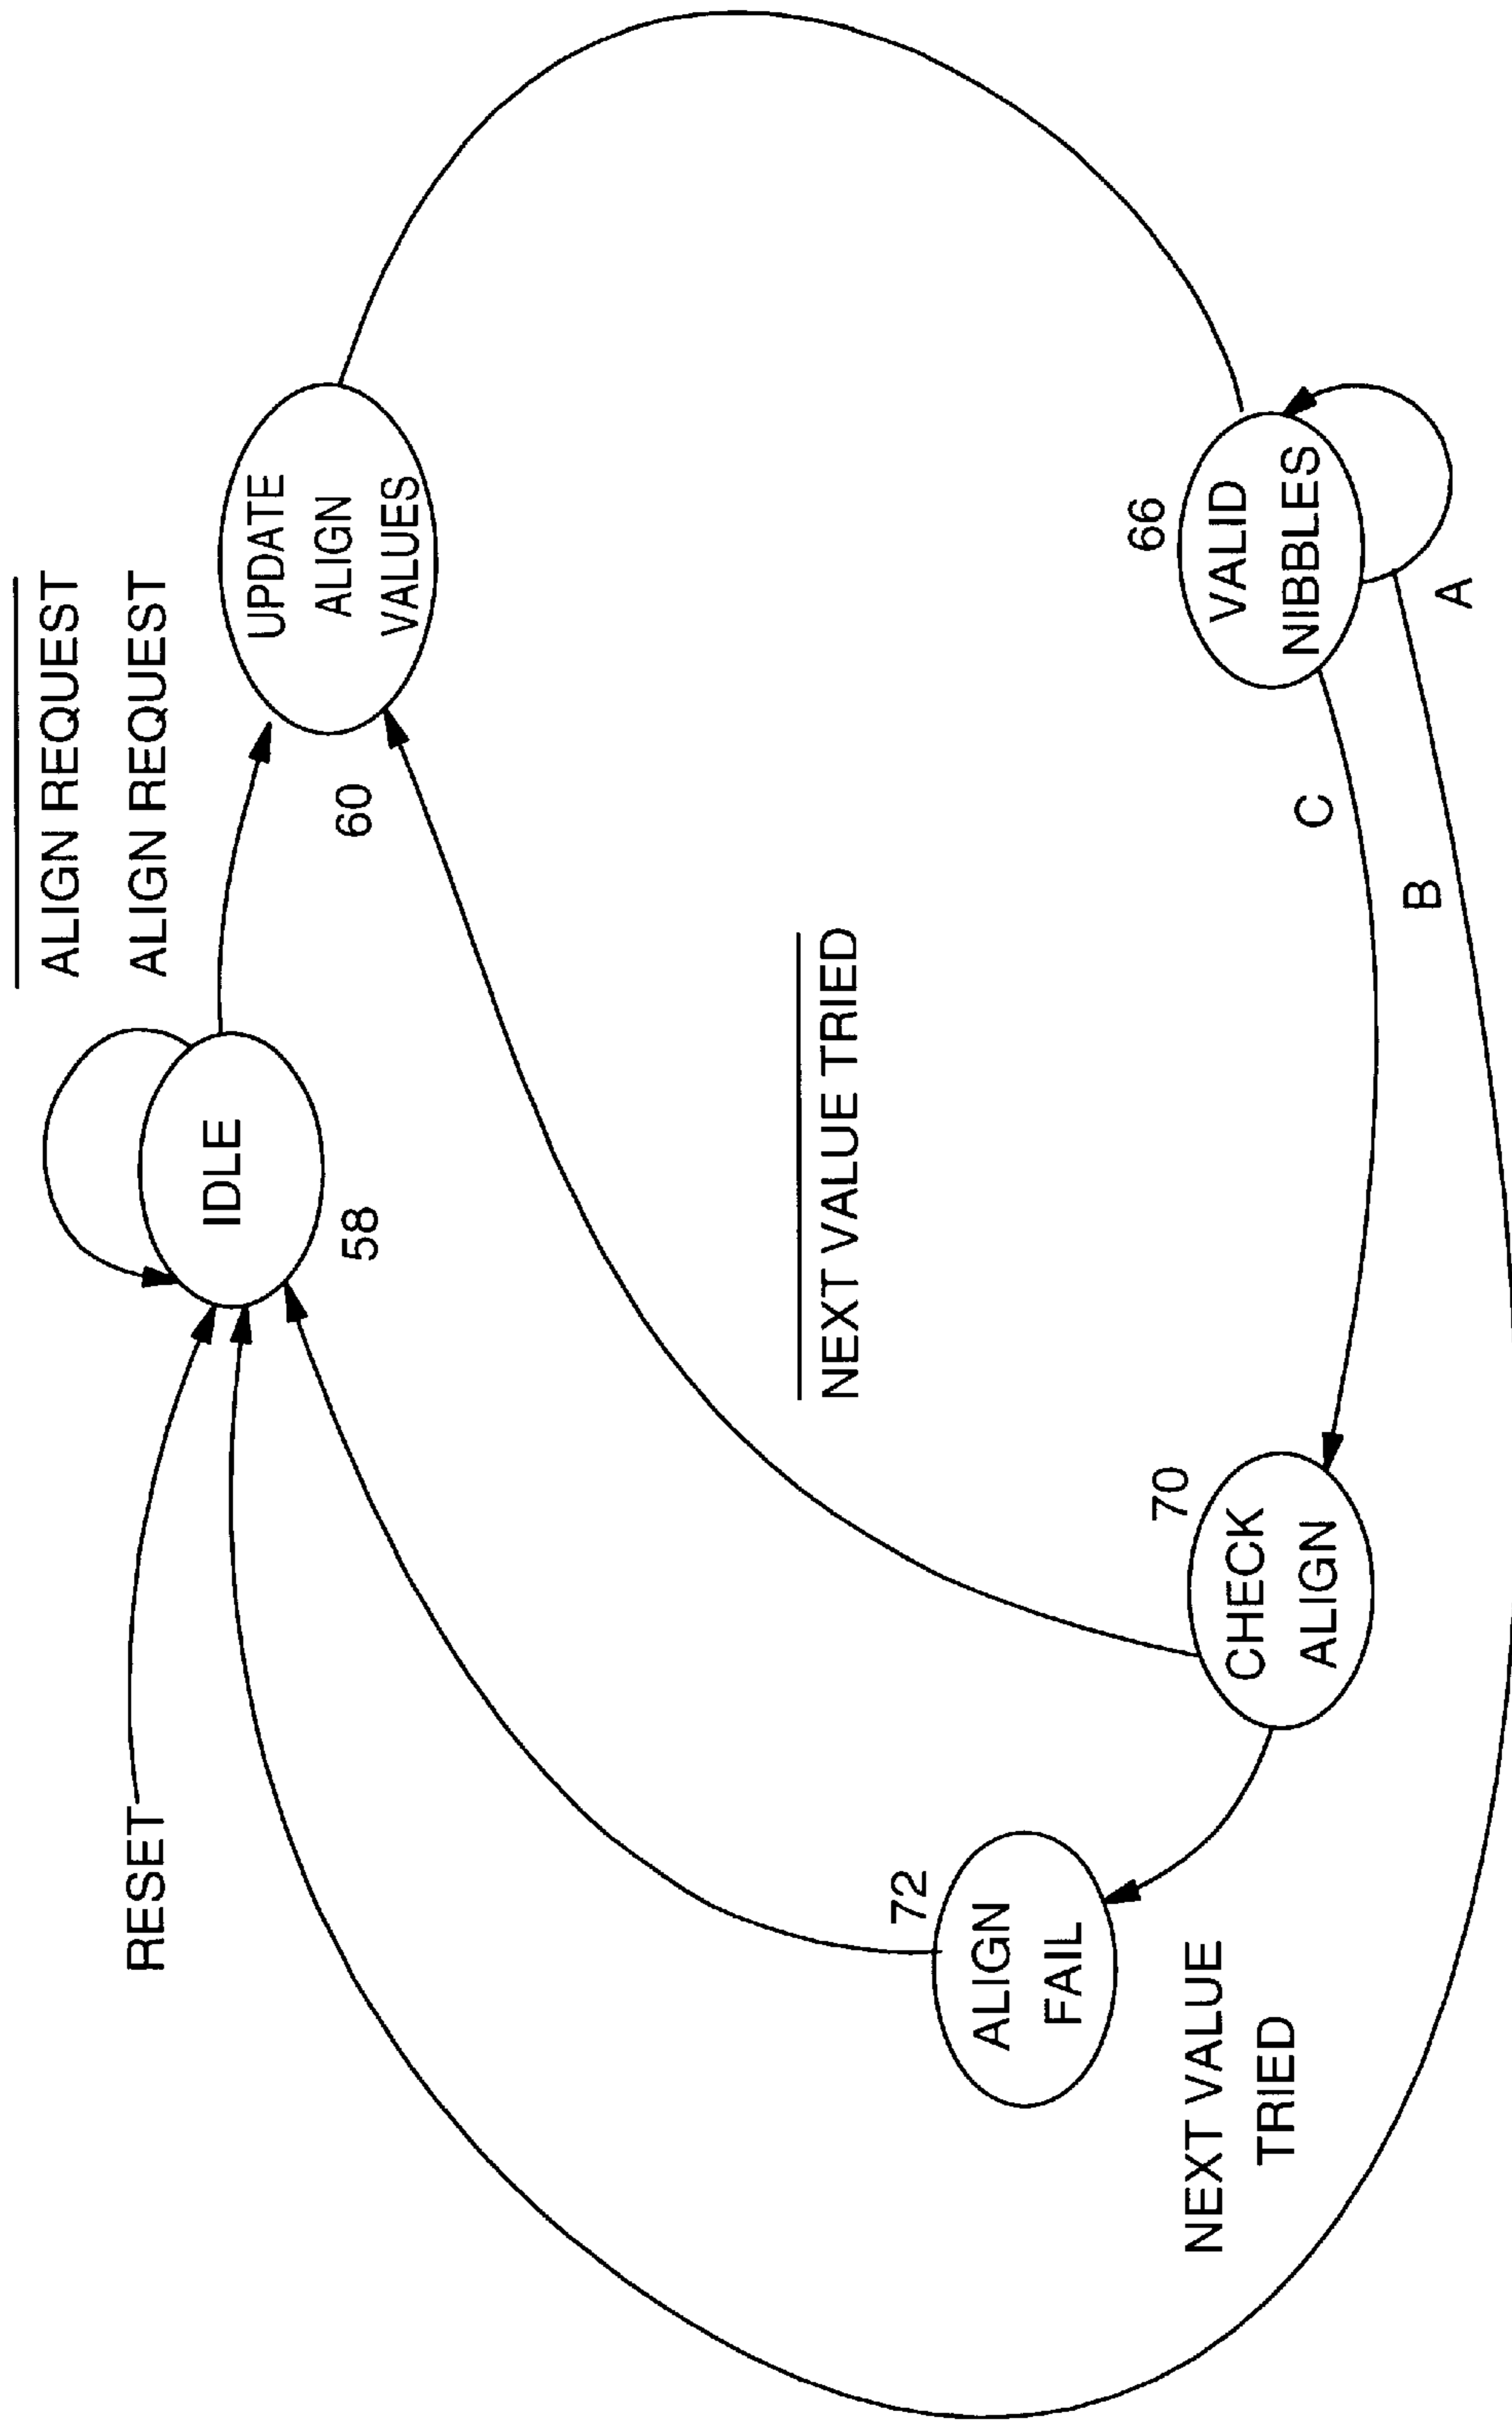 ALIGN REQUEST
ALIGN REQUEST
RESET
IDLE
58
UPDATE
ALIGN
VALUES
60
NEXT VALUE TRIED
72
ALIGN
FAIL
70
CHECK
ALIGN
66
VALID
NIBBLES
NEXT VALUE
TRIED
C
B
A